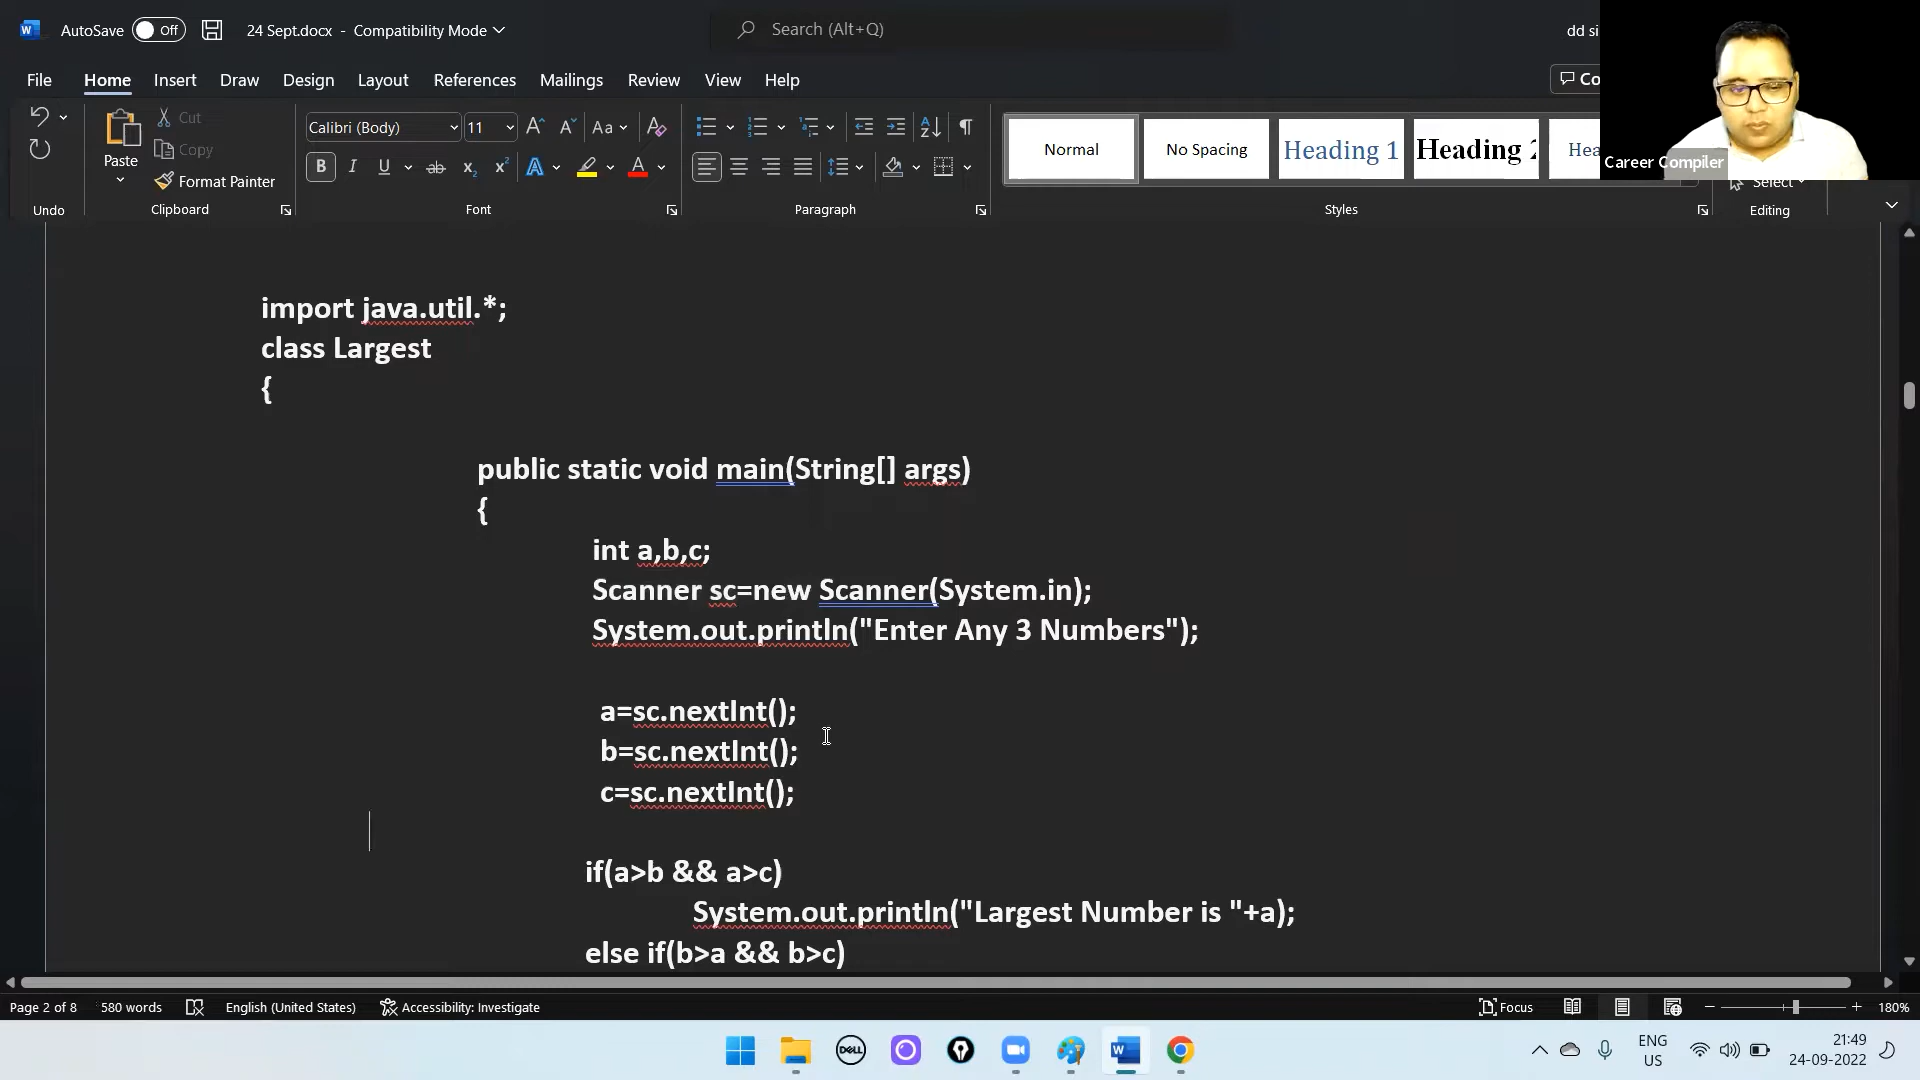 AutoSave Off 24 Sept.docx - Compatibility Mode Search (Alt+Q) dd si
File Home Insert Draw Design Layout References Mailings Review View Help Co
Calibri (Body) 11 Aa
Cut
Copy
Paste
Format Painter
B I U ab x₂ x² A A
Normal No Spacing Heading 1 Heading 2 Hea
Career Compiler
Select
Undo Clipboard Font Paragraph Styles Editing
import java.util.*;
class Largest
{
public static void main(String[] args)
{
int a,b,c;
Scanner sc=new Scanner(System.in);
System.out.println("Enter Any 3 Numbers");
a=sc.nextInt();
b=sc.nextInt();
c=sc.nextInt();
if(a>b && a>c)
System.out.println("Largest Number is "+a);
else if(b>a && b>c)
Page 2 of 8 580 words English (United States) Accessibility: Investigate Focus 180%
DELL
ENG
US
21:49
24-09-2022